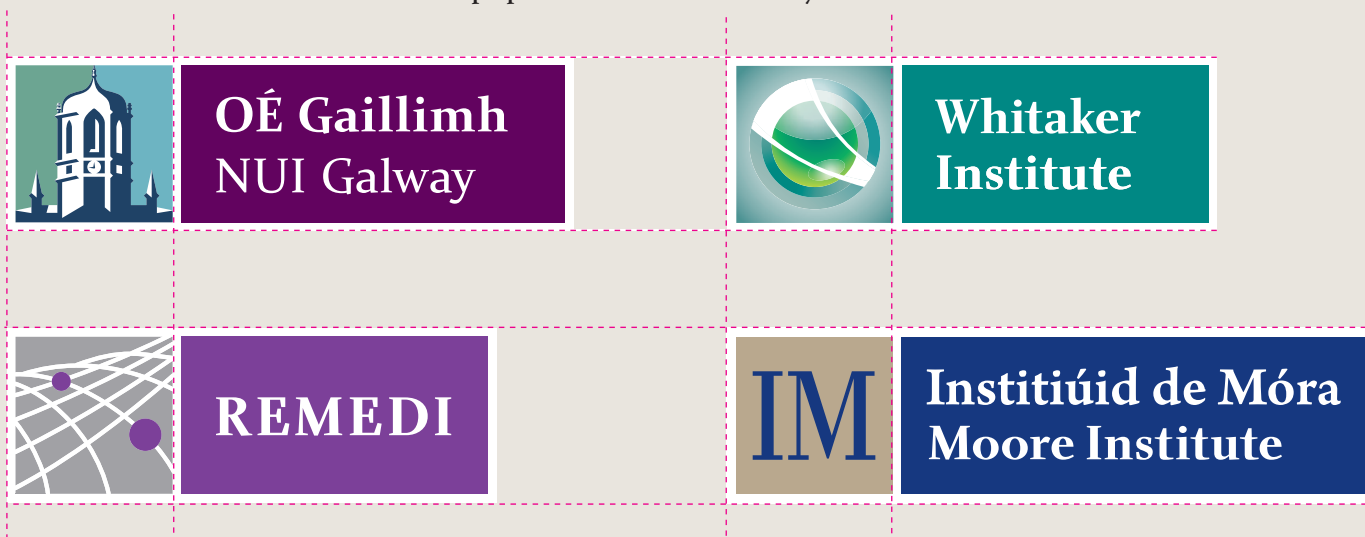 OÉ Gaillimh
NUI Galway
Whitaker
Institute
REMEDI
IM
Institiúid de Móra
Moore Institute